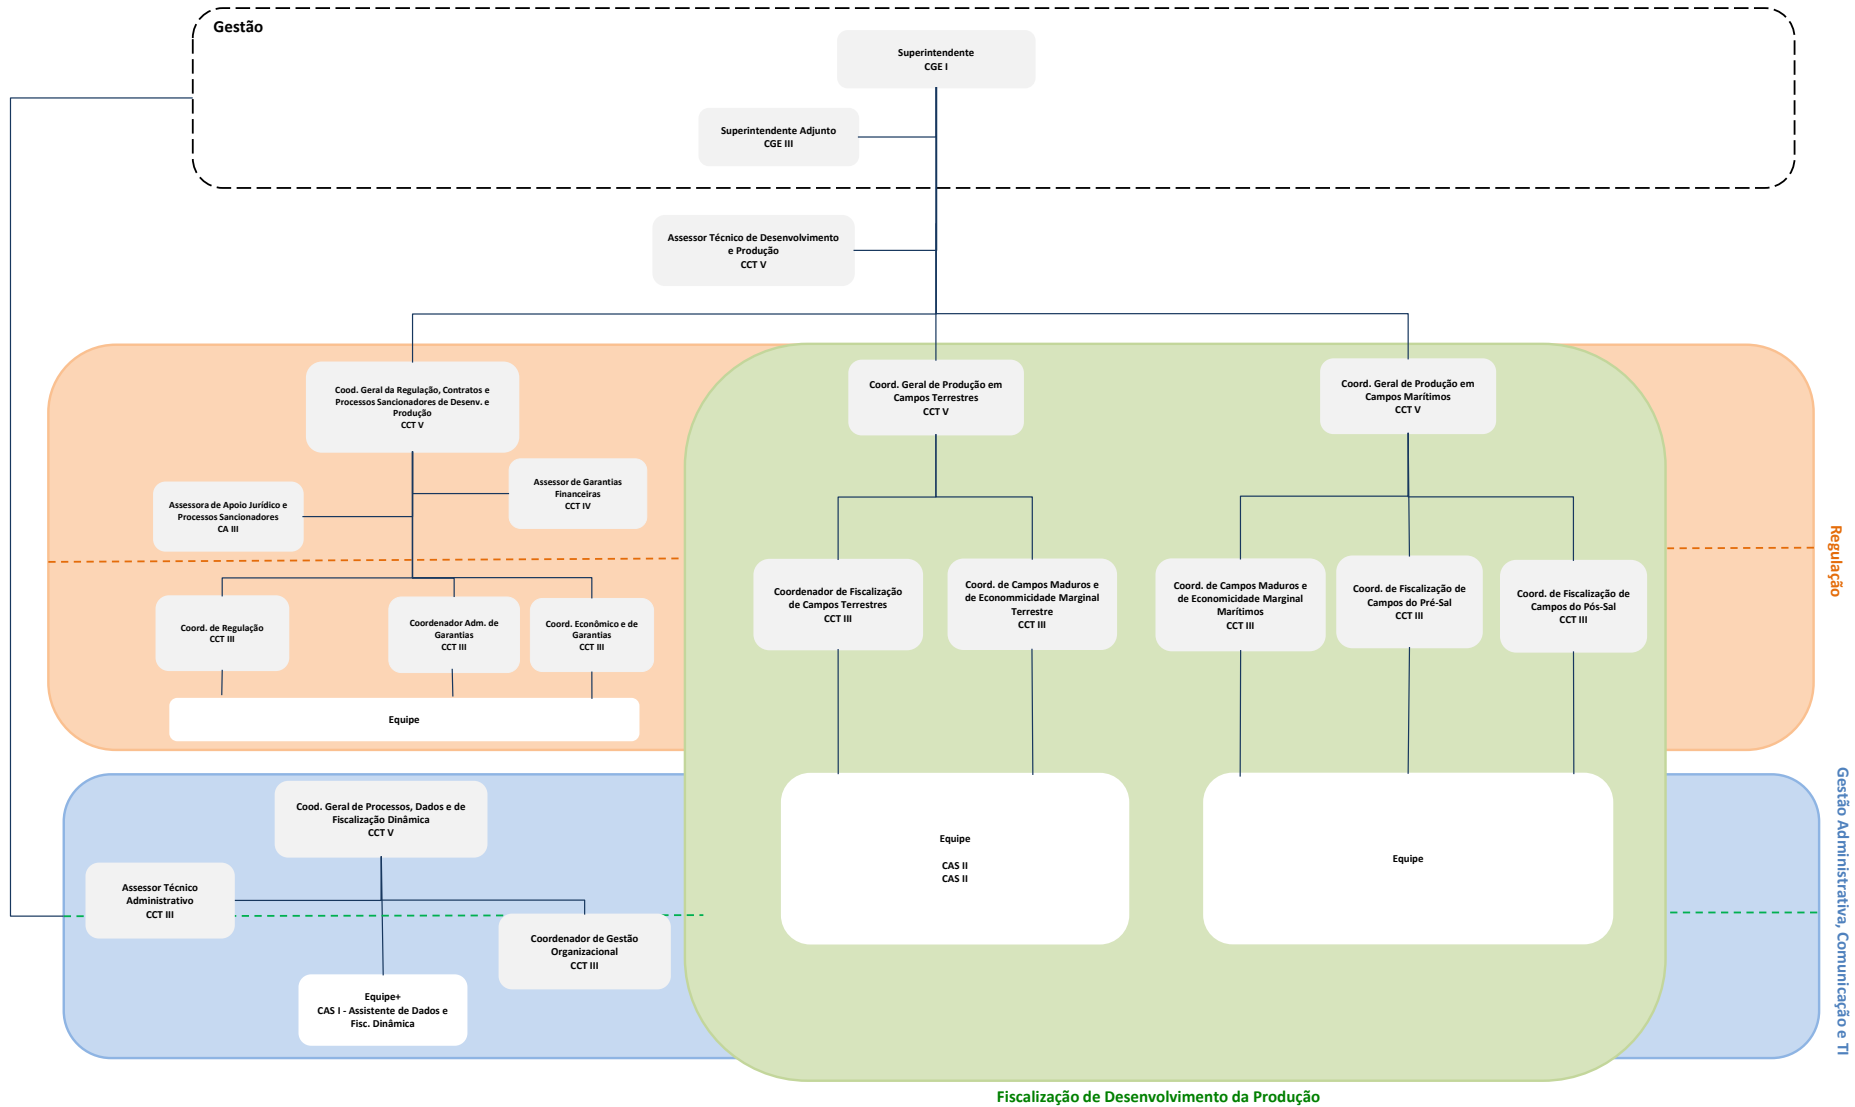 Gestão
Superintendente
CGE I
Superintendente Adjunto
CGE III
Assessor Técnico de Desenvolvimento
e Produção
CCT V
Cood. Geral da Regulação, Contratos e
Processos Sancionadores de Desenv. e
Produção
CCT V
Coord. Geral de Produção em
Campos Terrestres
CCT V
Coord. Geral de Produção em
Campos Marítimos
CCT V
Assessor de Garantias
Financeiras
CCT IV
Assessora de Apoio Jurídico e
Processos Sancionadores
CA III
Regulação
Coord. de Regulação
CCT III
Coordenador Adm. de
Garantias
CCT III
Coord. Econômico e de
Garantias
CCT III
Coordenador de Fiscalização
de Campos Terrestres
CCT III
Coord. de Campos Maduros e
de Econommicidade Marginal
Terrestre
CCT III
Coord. de Campos Maduros e
de Economicidade Marginal
Marítimos
CCT III
Coord. de Fiscalização de
Campos do Pré-Sal
CCT III
Coord. de Fiscalização de
Campos do Pós-Sal
CCT III
Equipe
Cood. Geral de Processos, Dados e de
Fiscalização Dinâmica
CCT V
Assessor Técnico
Administrativo
CCT III
Coordenador de Gestão
Organizacional
CCT III
Equipe+
CAS I - Assistente de Dados e
Fisc. Dinâmica
Equipe
CAS II
CAS II
Equipe
Gestão Administrativa, Comunicação e TI
Fiscalização de Desenvolvimento da Produção